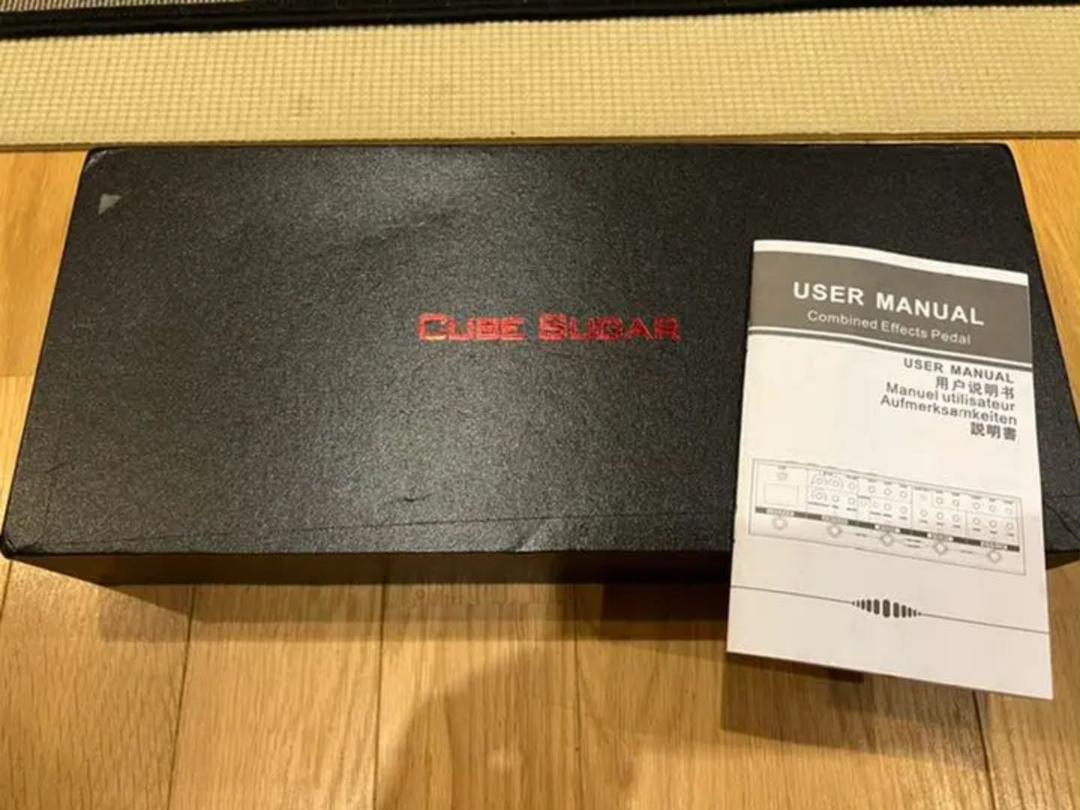 CUBE SUGAR
USER MANUAL
Combined Effects Pedal
USER MANUAL
用户说明书
Manuel utilisateur
Aufmerksamkeiten
説明書